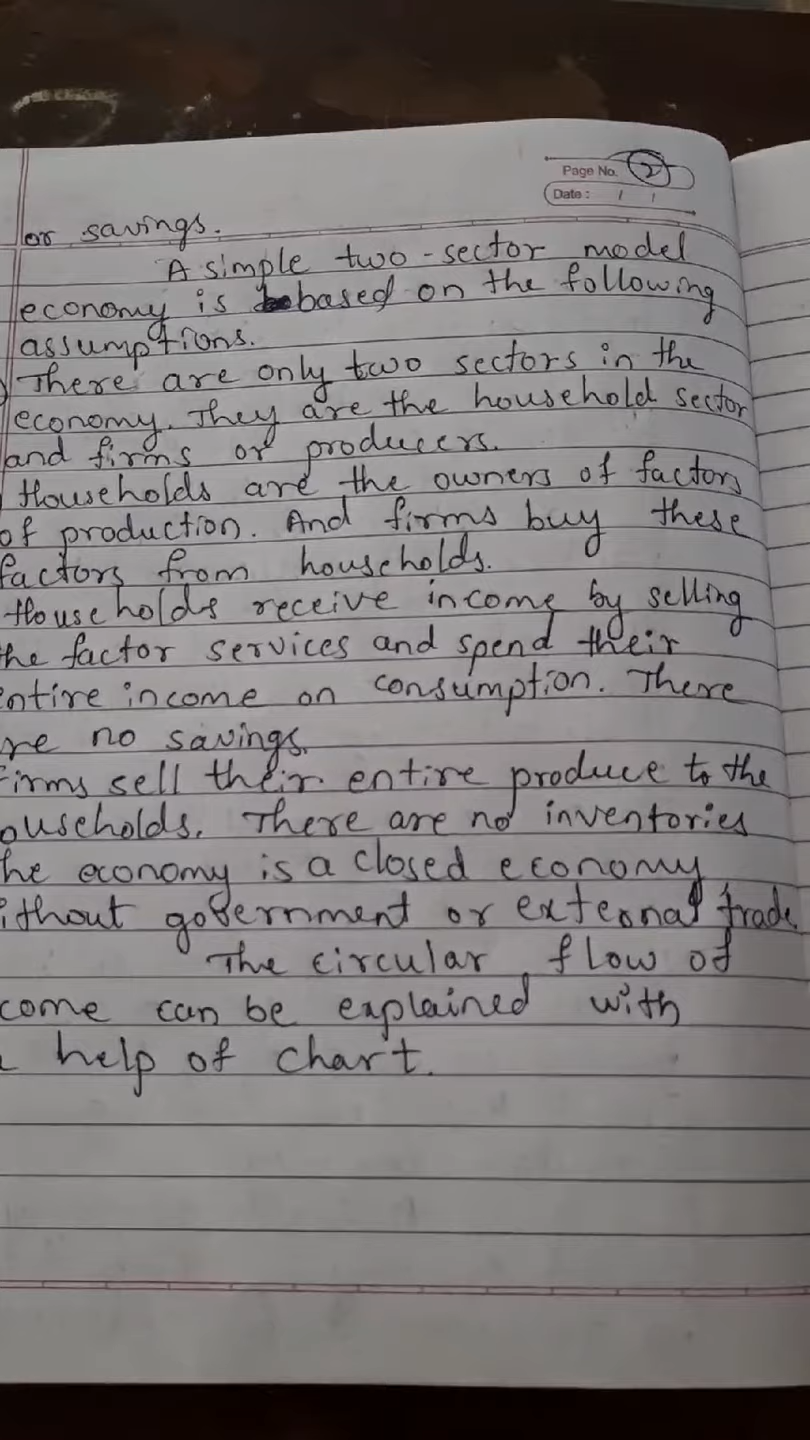 Page No. 2
Date : / /
or savings.
A simple two-sector model
economy is based on the following
assumptions.
) There are only two sectors in the
economy. They are the household sector
and firms or producers.
) Households are the owners of factors
of production. And firms buy these
factors from households.
Households receive income by selling
he factor services and spend their
entire income on consumption. There
re no savings.
irms sell their entire produce to the
ouseholds. There are no inventories
he economy is a closed economy
ithout government or external trade
The circular flow of
come can be explained with
help of chart.